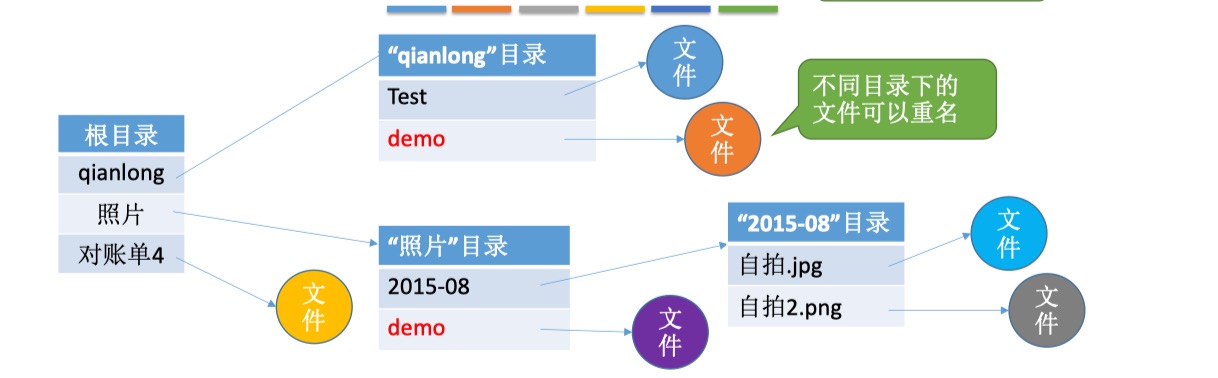 “qianlong”目录
Test
demo
文件
文件
不同目录下的
文件可以重名
根目录
qianlong
照片
对账单4
文件
“照片”目录
2015-08
demo
文件
“2015-08”目录
自拍.jpg
自拍2.png
文件
文件